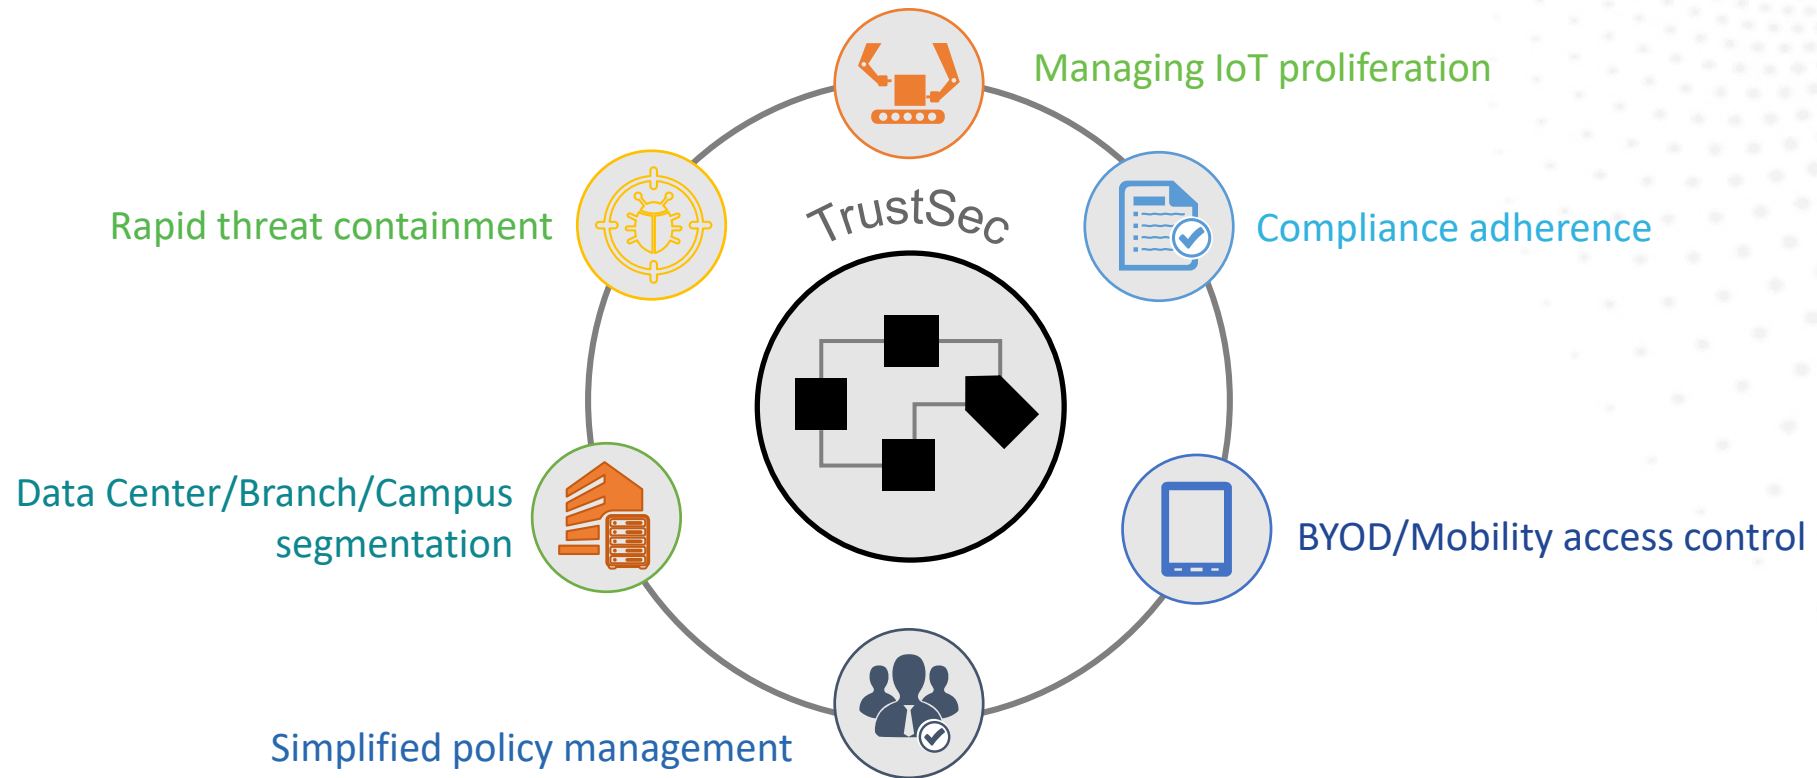 Managing IoT proliferation
Rapid threat containment
TrustSec
Compliance adherence
Data Center/Branch/Campus
segmentation
BYOD/Mobility access control
Simplified policy management